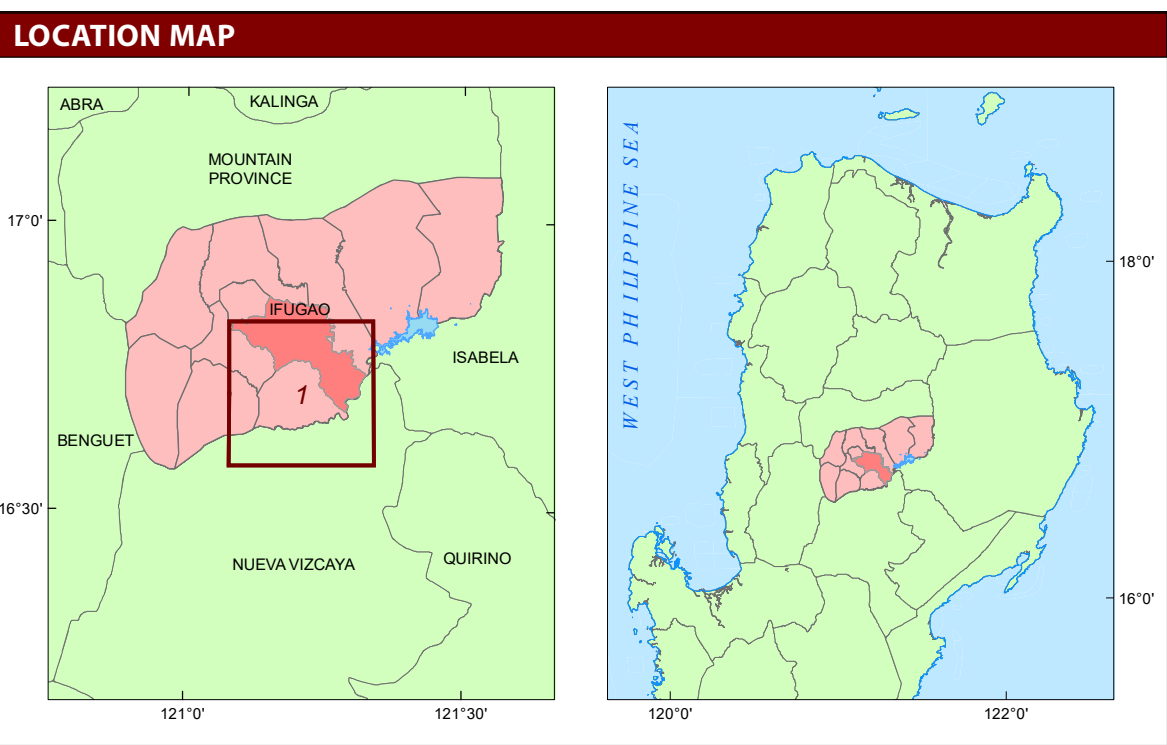 LOCATION MAP
ABRA
KALINGA
MOUNTAIN
PROVINCE
17°0'
IFUGAO
ISABELA
1
BENGUET
16°30'
NUEVA VIZCAYA
QUIRINO
121°0'
121°30'
WEST PHILIPPINE SEA
18°0'
16°0'
120°0'
122°0'